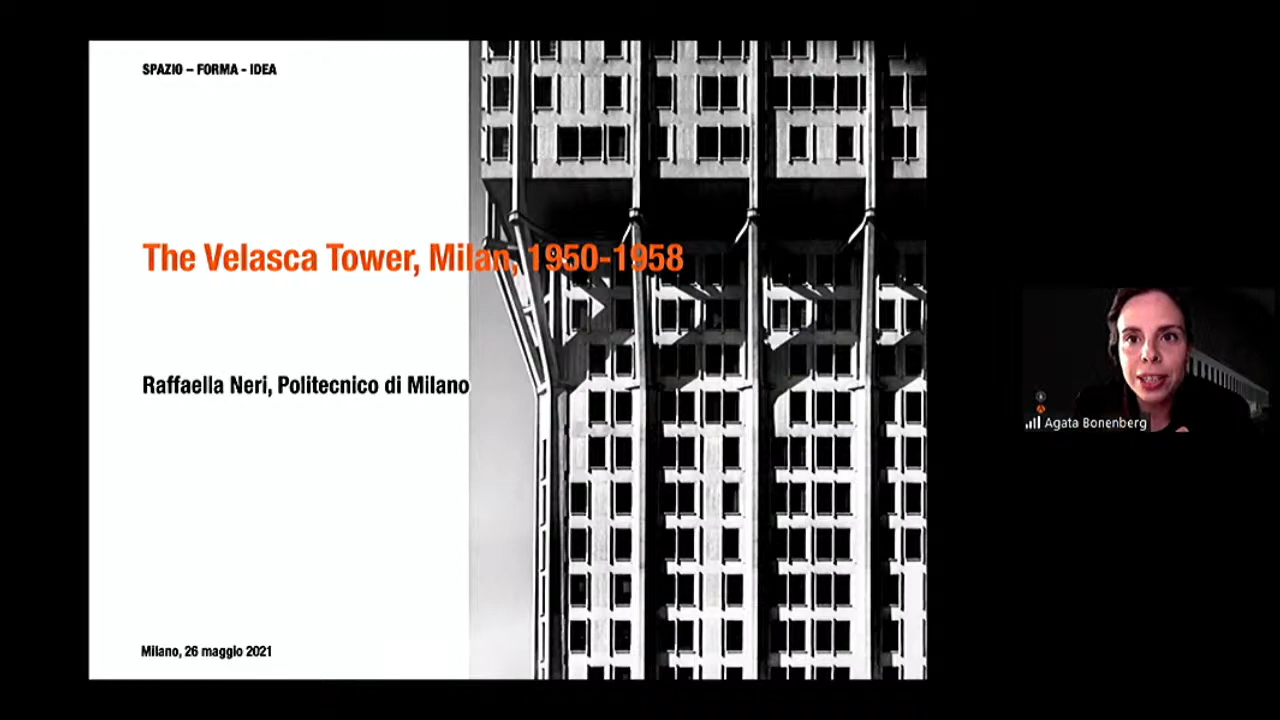 SPAZIO – FORMA - IDEA
The Velasca Tower, Milan, 1950-1958
Raffaella Neri, Politecnico di Milano
Milano, 26 maggio 2021
Agata Bonenberg